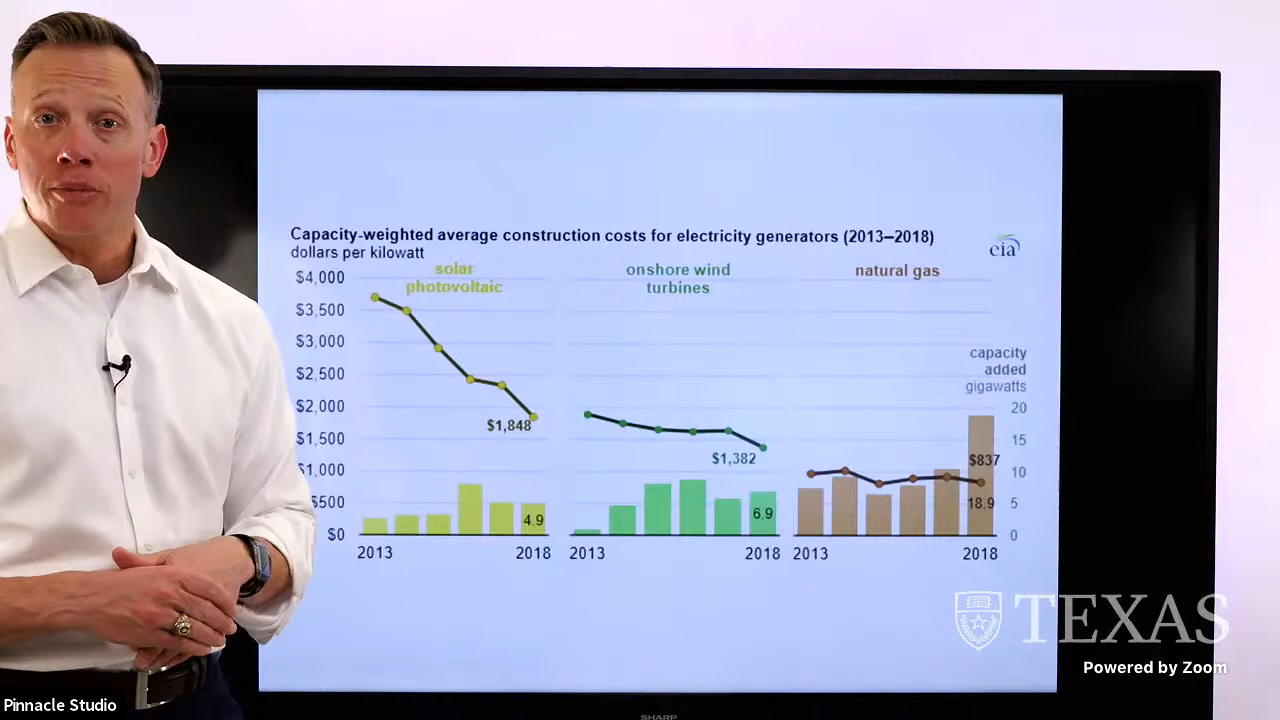 Capacity-weighted average construction costs for electricity generators (2013–2018)
dollars per kilowatt
eia
solar
photovoltaic
onshore wind
turbines
natural gas
$4,000
$3,500
$3,000
$2,500
$2,000
$1,500
$1,000
$500
$0
$1,848
4.9
2013
2018
$1,382
6.9
2013
2018
capacity
added
gigawatts
20
15
10
5
0
$837
18.9
2013
2018
TEXAS
Powered by Zoom
Pinnacle Studio
SHARP